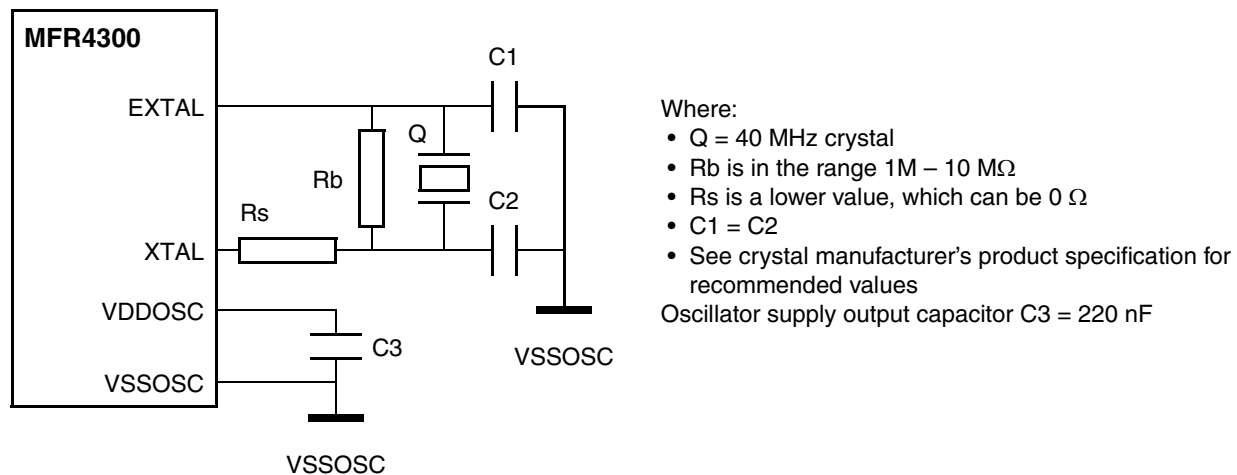 MFR4300
EXTAL
XTAL
VDDOSC
VSSOSC
C1
Q
Rb
C2
Rs
C3
VSSOSC
VSSOSC
Where:
• Q = 40 MHz crystal
• Rb is in the range 1M – 10 MΩ
• Rs is a lower value, which can be 0 Ω
• C1 = C2
• See crystal manufacturer's product specification for
recommended values
Oscillator supply output capacitor C3 = 220 nF